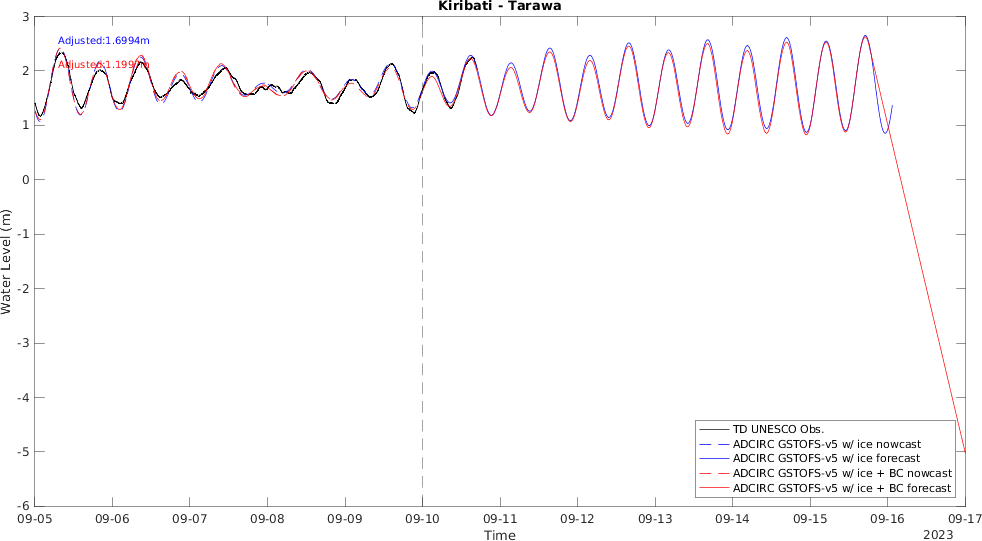 Kiribati - Tarawa
Adjusted:1.6994m
3
2
1
0
-1
-2
-3
-4
-5
-6
Water Level (m)
TD UNESCO Obs.
ADCIRC GSTOFS-v5 w/ ice nowcast
ADCIRC GSTOFS-v5 w/ ice forecast
ADCIRC GSTOFS-v5 w/ ice + BC nowcast
ADCIRC GSTOFS-v5 w/ ice + BC forecast
09-05 09-06 09-07 09-08 09-09 09-10 09-11 09-12 09-13 09-14 09-15 09-16 09-17
Time
2023